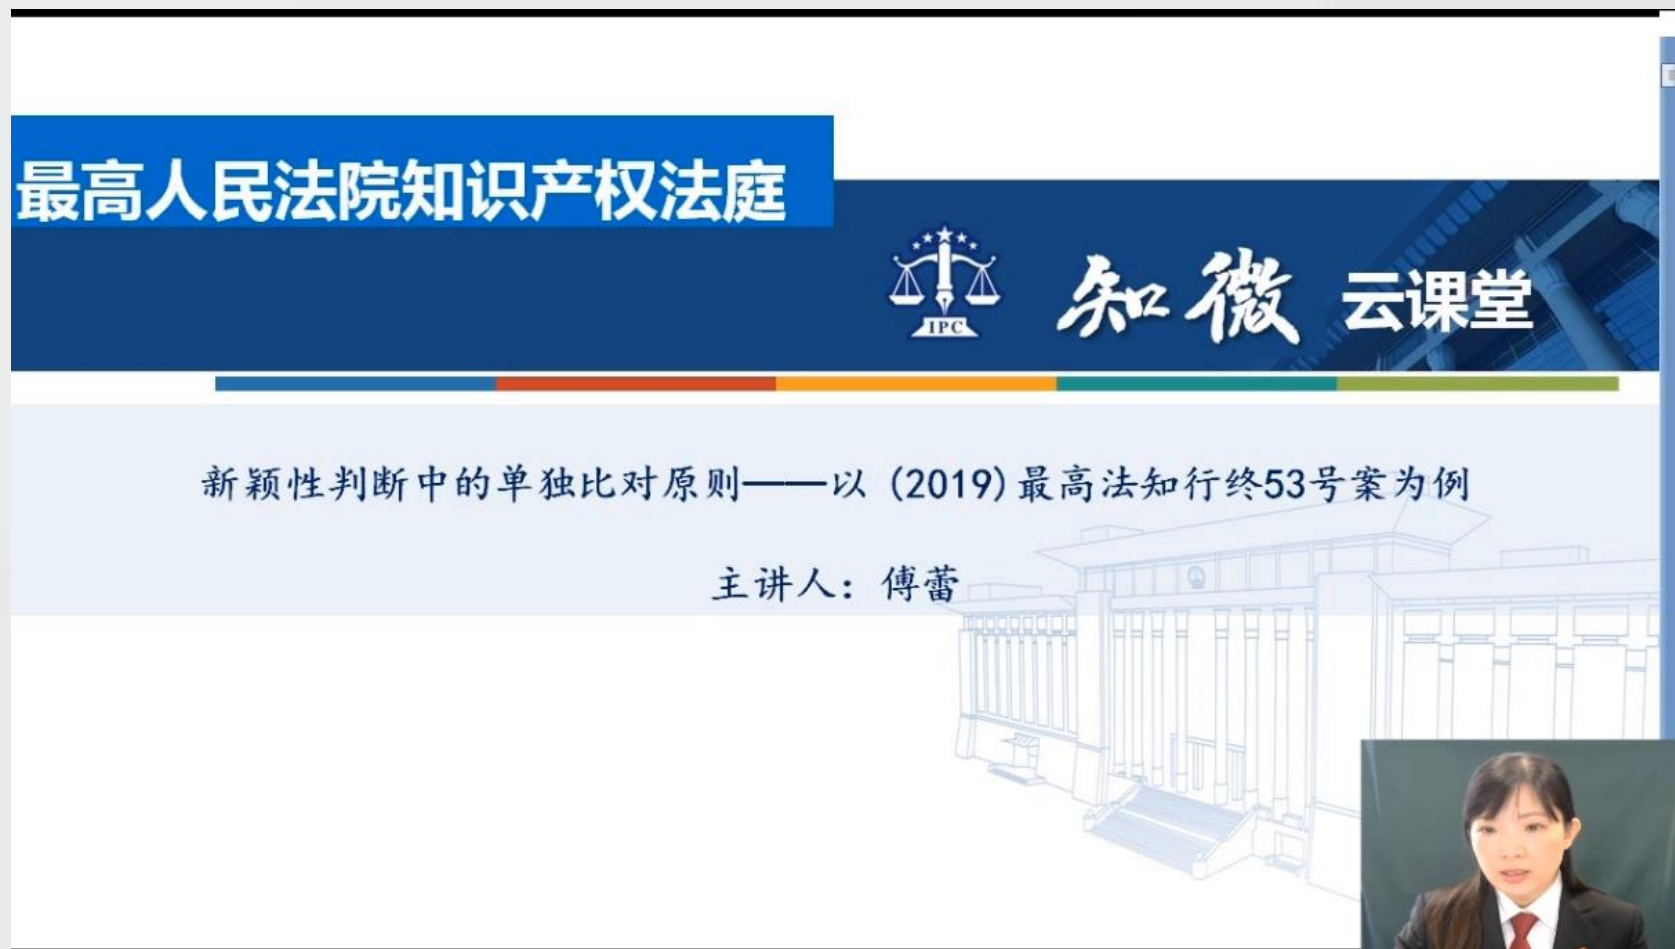 最高人民法院知识产权法庭
IPC
知微 云课堂
新颖性判断中的单独比对原则——以（2019)最高法知行终53号案为例
主讲人：傅蕾